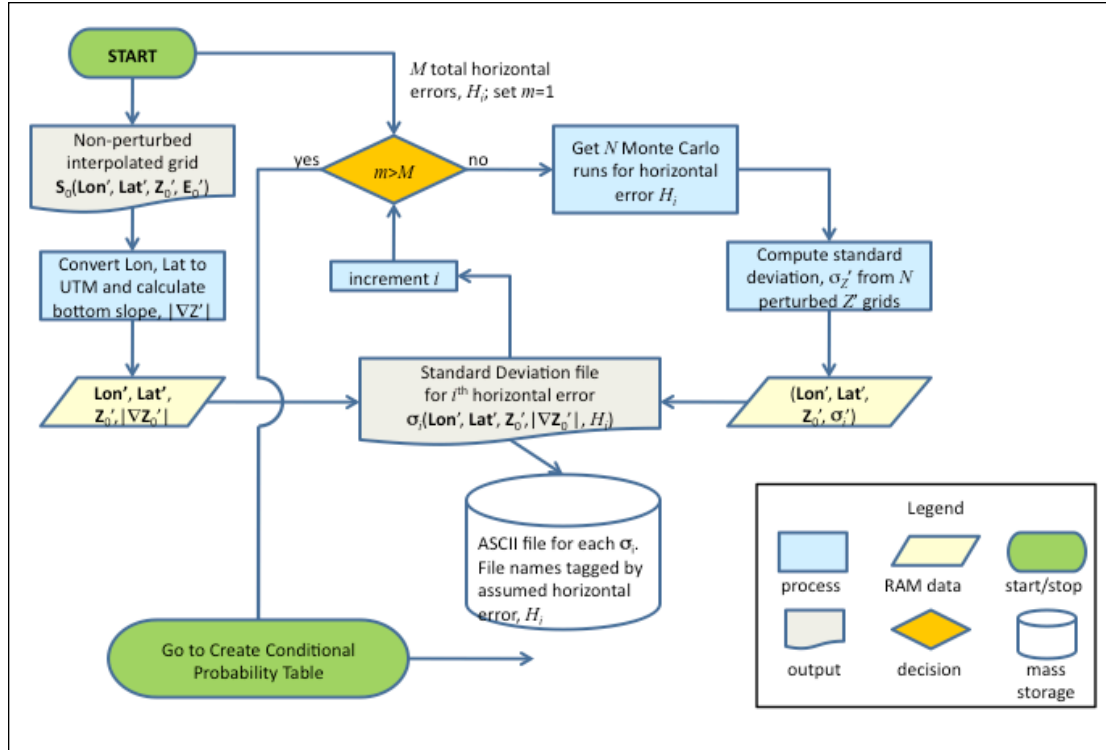 START
M total horizontal
errors, Hᵢ; set m=1
Non-perturbed
interpolated grid
S₀(Lon', Lat', Z₀', E₀')
yes
m>M
no
Get N Monte Carlo
runs for horizontal
error Hᵢ
Convert Lon, Lat to
UTM and calculate
bottom slope, |∇Z'|
increment i
Compute standard
deviation, σ_Z' from N
perturbed Z' grids
Lon', Lat',
Z₀',|∇Z₀'|
Standard Deviation file
for iᵗʰ horizontal error
σᵢ(Lon', Lat', Z₀',|∇Z₀'| , Hᵢ)
(Lon', Lat',
Z₀', σᵢ')
ASCII file for each σᵢ.
File names tagged by
assumed horizontal
error, Hᵢ
Go to Create Conditional
Probability Table
Legend
process
RAM data
start/stop
output
decision
mass
storage